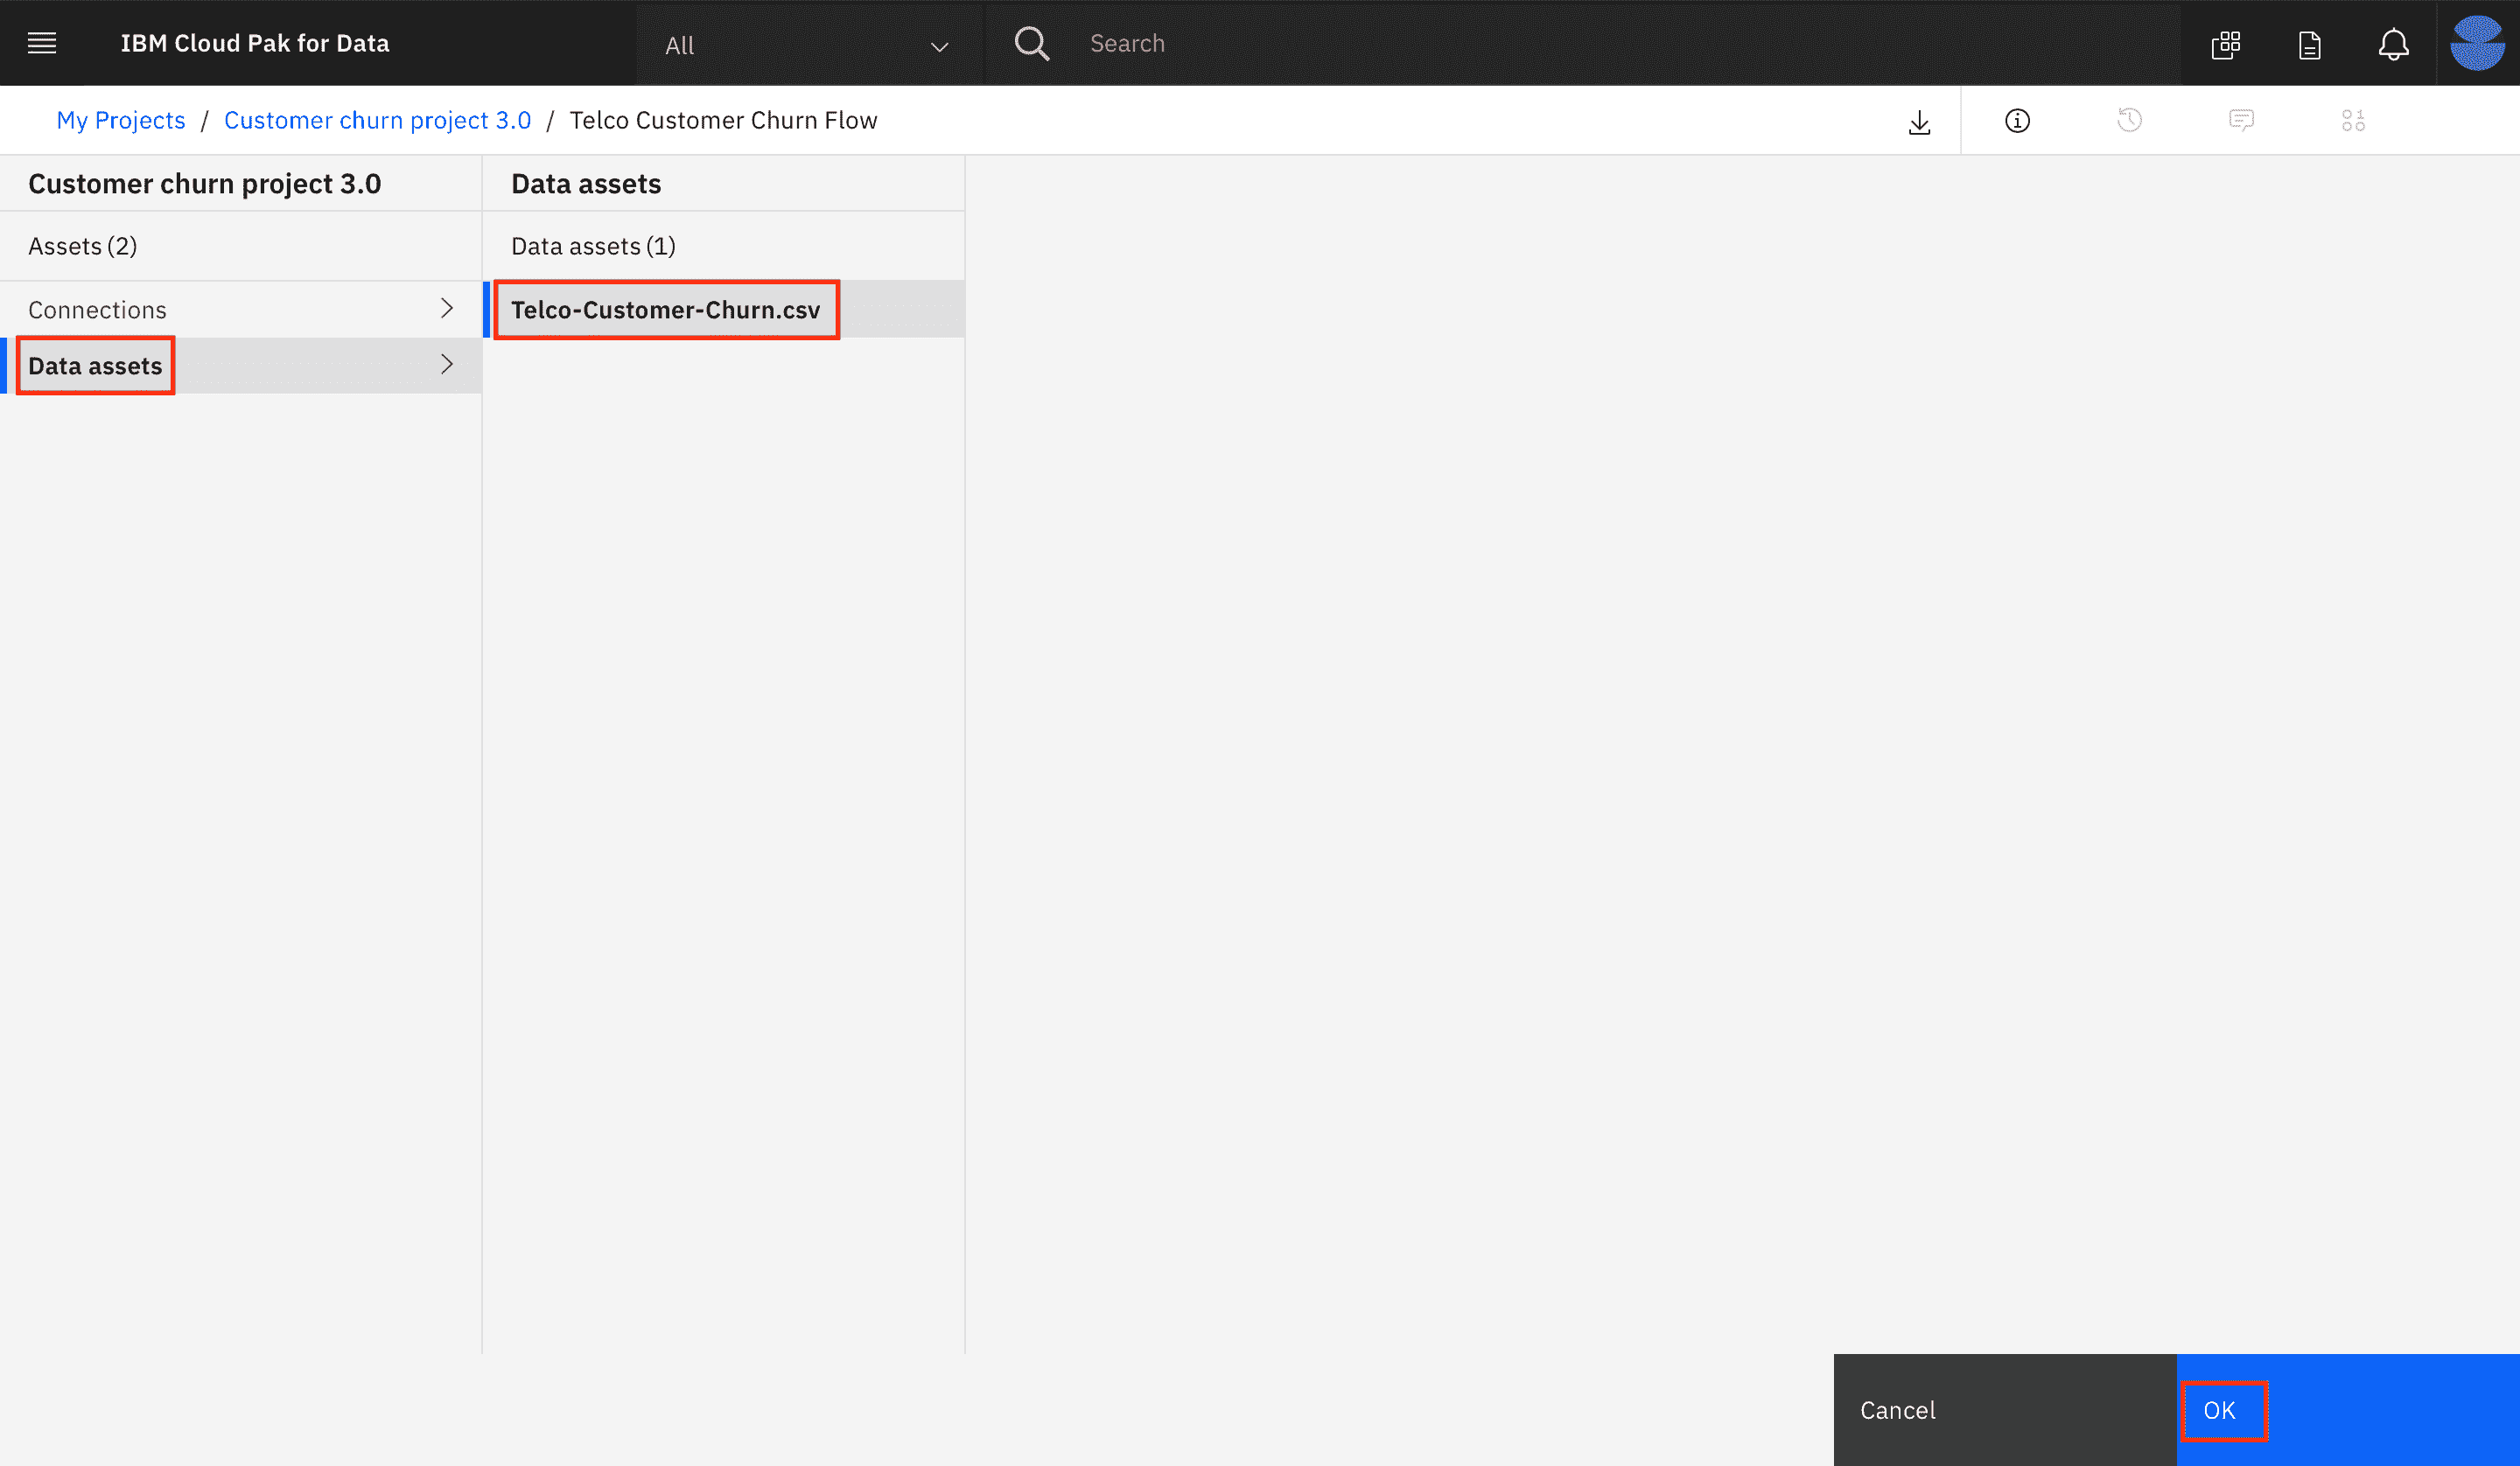 IBM Cloud Pak for Data
All
Search
My Projects / Customer churn project 3.0 / Telco Customer Churn Flow
Customer churn project 3.0
Assets (2)
Connections
Data assets
Data assets
Data assets (1)
Telco-Customer-Churn.csv
Cancel
OK